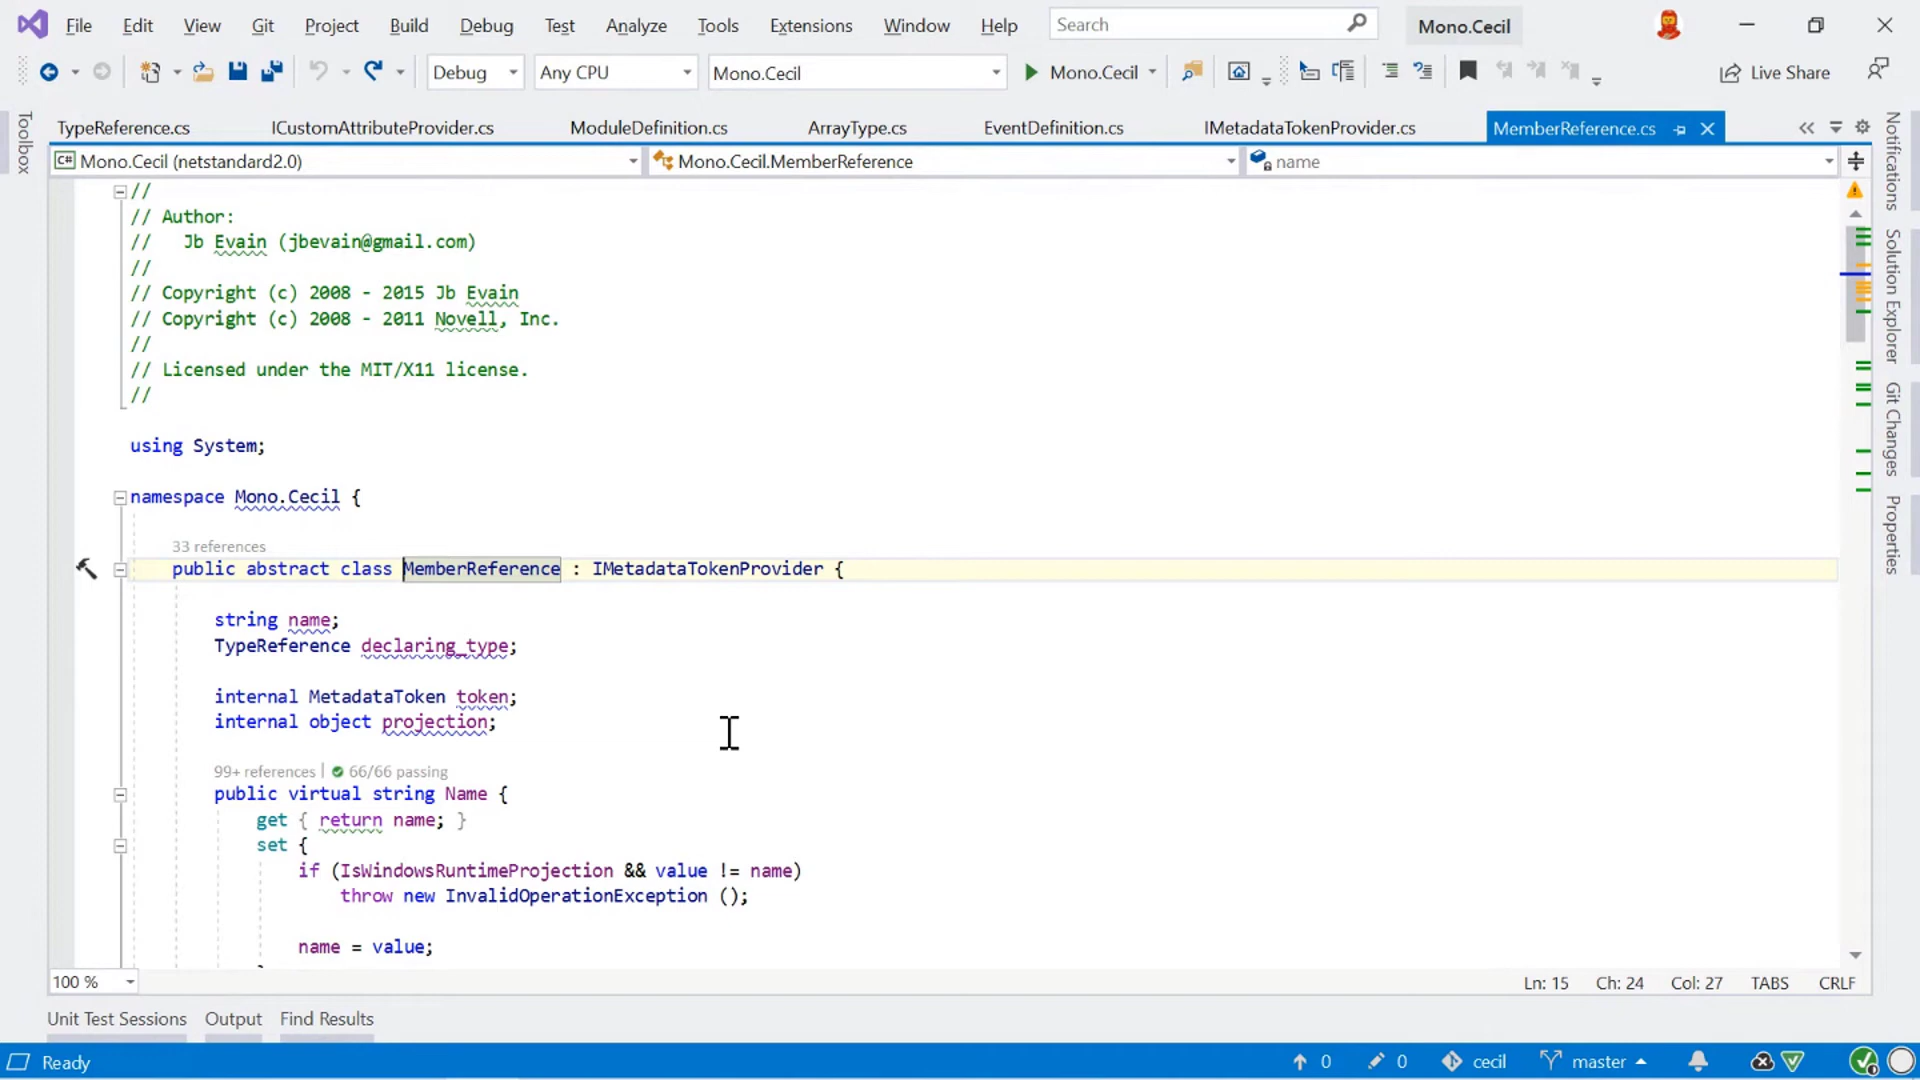 File Edit View Git Project Build Debug Test Analyze Tools Extensions Window Help Search Mono.Cecil
Debug Any CPU Mono.Cecil Mono.Cecil Live Share
TypeReference.cs ICustomAttributeProvider.cs ModuleDefinition.cs ArrayType.cs EventDefinition.cs IMetadataTokenProvider.cs MemberReference.cs
C# Mono.Cecil (netstandard2.0) Mono.Cecil.MemberReference name
Toolbox
//
// Author:
//   Jb Evain (jbevain@gmail.com)
//
// Copyright (c) 2008 - 2015 Jb Evain
// Copyright (c) 2008 - 2011 Novell, Inc.
//
// Licensed under the MIT/X11 license.
//
using System;
namespace Mono.Cecil {
33 references
public abstract class MemberReference : IMetadataTokenProvider {
string name;
TypeReference declaring_type;
internal MetadataToken token;
internal object projection;
99+ references | 66/66 passing
public virtual string Name {
get { return name; }
set {
if (IsWindowsRuntimeProjection && value != name)
throw new InvalidOperationException ();
name = value;
Notifications
Solution Explorer
Git Changes
Properties
100 % Ln: 15 Ch: 24 Col: 27 TABS CRLF
Unit Test Sessions Output Find Results
Ready 0 0 cecil master